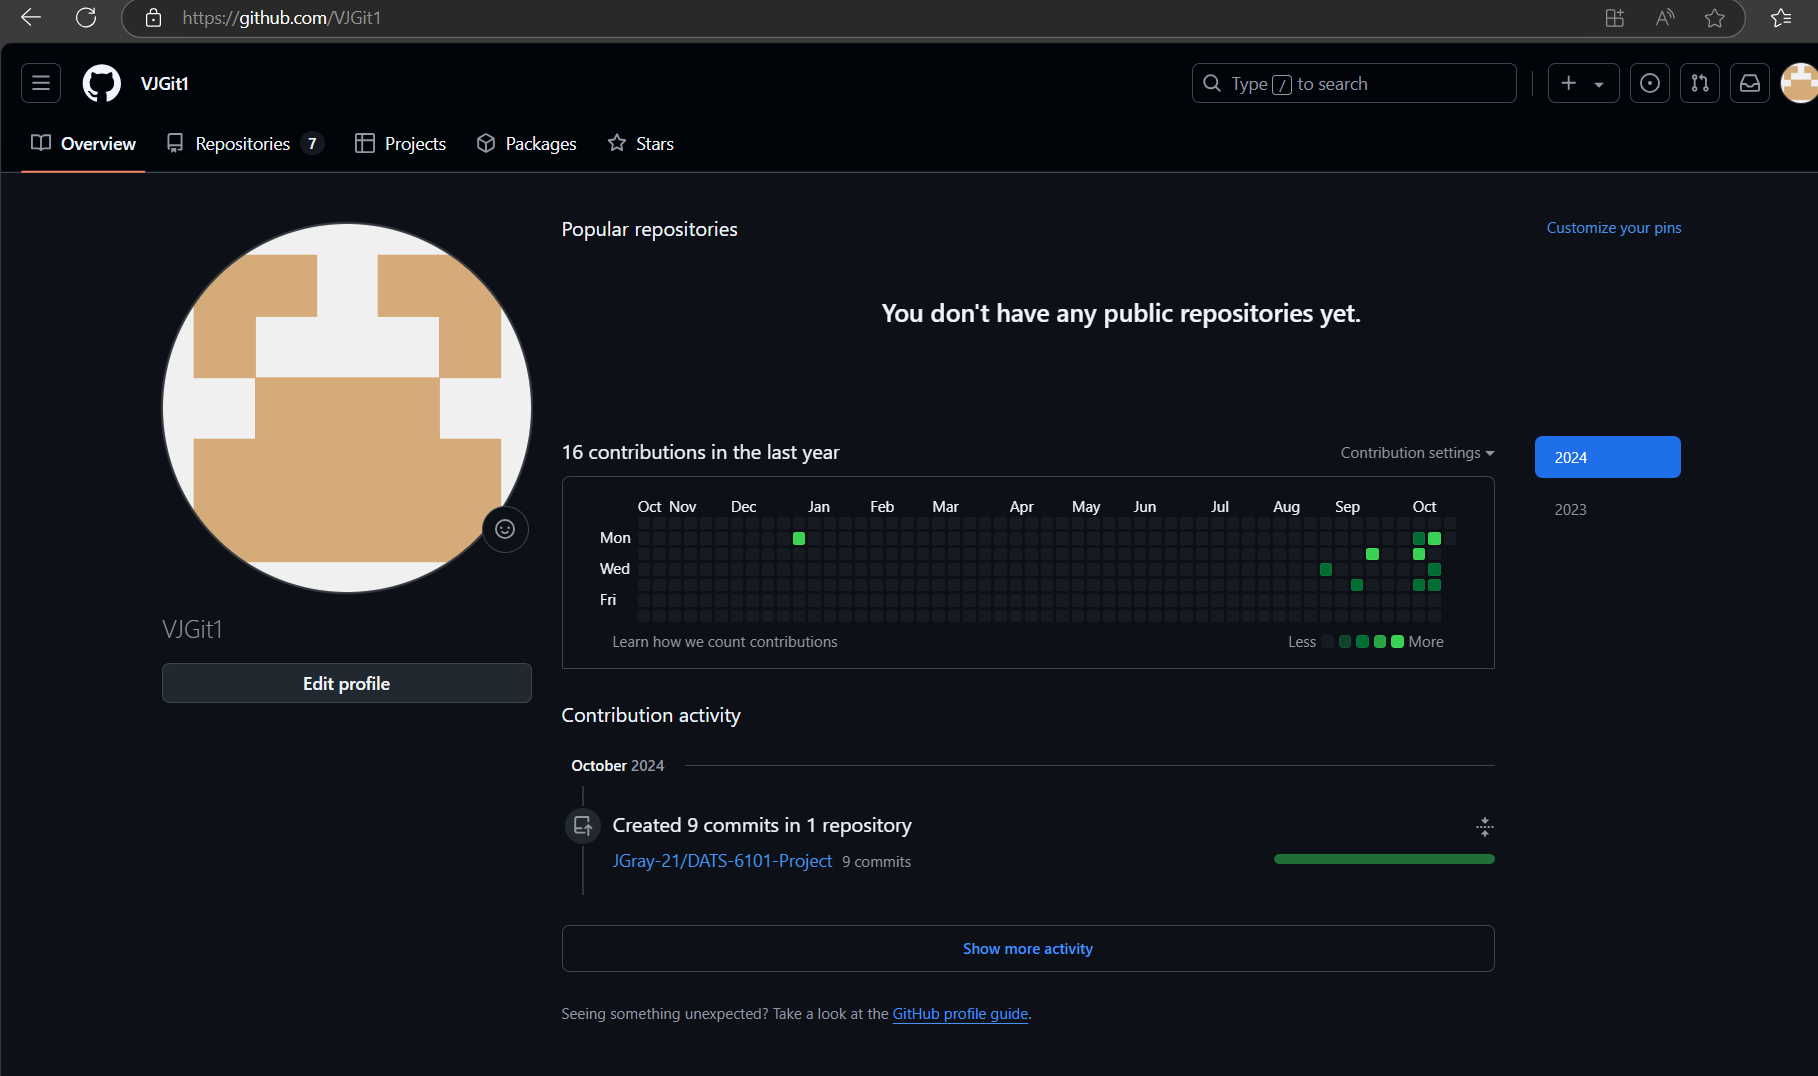 https://github.com/VJGit1
VJGit1
Type / to search
Overview
Repositories 7
Projects
Packages
Stars
Popular repositories
Customize your pins
You don't have any public repositories yet.
16 contributions in the last year
Contribution settings
2024
2023
Oct Nov Dec Jan Feb Mar Apr May Jun Jul Aug Sep Oct
Mon
Wed
Fri
Learn how we count contributions
Less More
VJGit1
Edit profile
Contribution activity
October 2024
Created 9 commits in 1 repository
JGray-21/DATS-6101-Project 9 commits
Show more activity
Seeing something unexpected? Take a look at the GitHub profile guide.